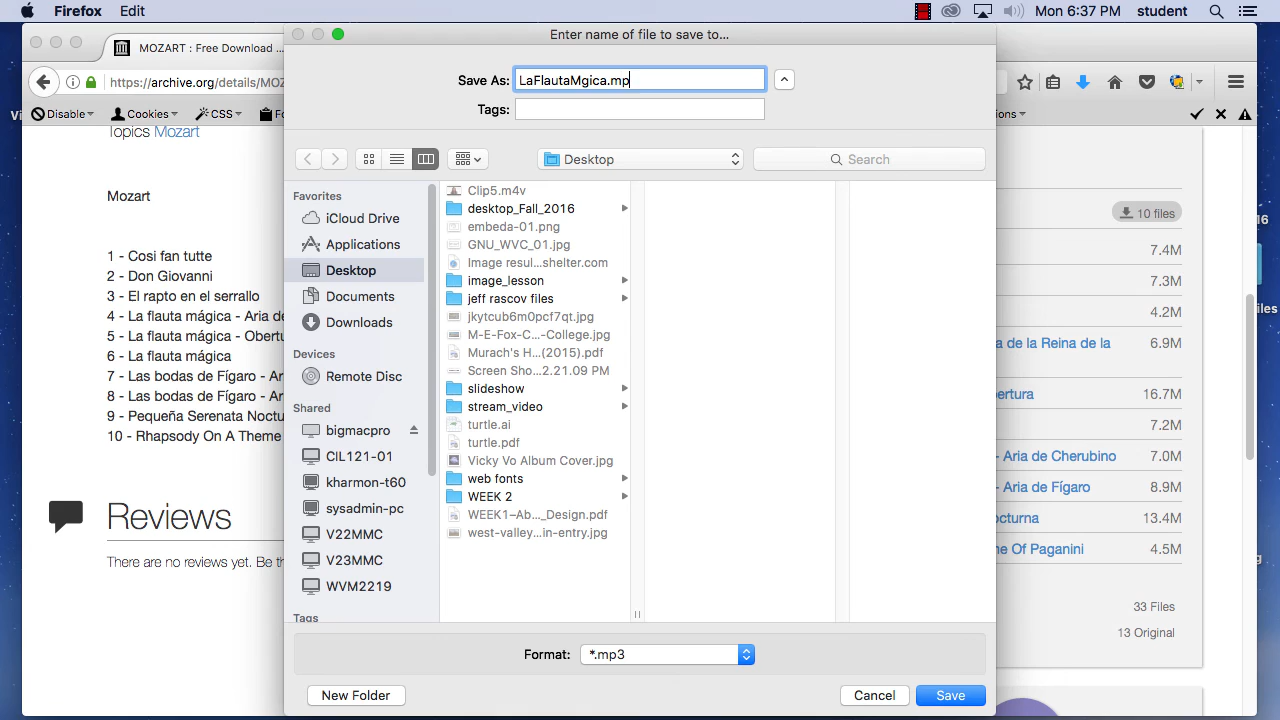 Firefox Edit
Mon 6:37 PM student
MOZART : Free Download ...
https://archive.org/details/MOZ
Disable Cookies CSS
Topics Mozart
Mozart
1 - Cosi fan tutte
2 - Don Giovanni
3 - El rapto en el serrallo
4 - La flauta mágica - Aria de
5 - La flauta mágica - Obertu
6 - La flauta mágica
7 - Las bodas de Fígaro - Ar
8 - Las bodas de Fígaro - Ar
9 - Pequeña Serenata Noctu
10 - Rhapsody On A Theme
Reviews
There are no reviews yet. Be th
Enter name of file to save to...
Save As: LaFlautaMgica.mp
Tags:
Desktop
Search
Favorites
iCloud Drive
Applications
Desktop
Documents
Downloads
Devices
Remote Disc
Shared
bigmacpro
CIL121-01
kharmon-t60
sysadmin-pc
V22MMC
V23MMC
WVM2219
Tags
Clip5.m4v
desktop_Fall_2016
embeda-01.png
GNU_WVC_01.jpg
Image resul...shelter.com
image_lesson
jeff rascov files
jkytcub6m0pcf7qt.jpg
M-E-Fox-C...-College.jpg
Murach's H...(2015).pdf
Screen Sho...2.21.09 PM
slideshow
stream_video
turtle.ai
turtle.pdf
Vicky Vo Album Cover.jpg
web fonts
WEEK 2
WEEK1–Ab..._Design.pdf
west-valley...in-entry.jpg
Format: *.mp3
New Folder
Cancel
Save
10 files
7.4M
7.3M
4.2M
a de la Reina de la 6.9M
ertura 16.7M
7.2M
- Aria de Cherubino 7.0M
- Aria de Fígaro 8.9M
octurna 13.4M
ne Of Paganini 4.5M
33 Files
13 Original
16
iles